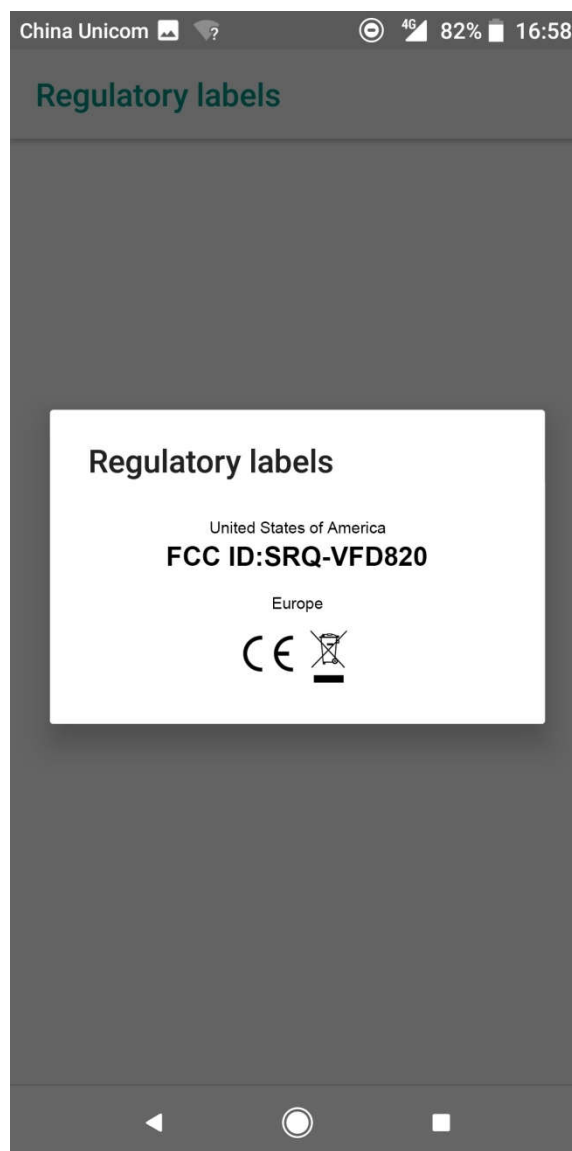 China Unicom ? 4G 82% 16:58
Regulatory labels
Regulatory labels
United States of America
FCC ID:SRQ-VFD820
Europe
CE